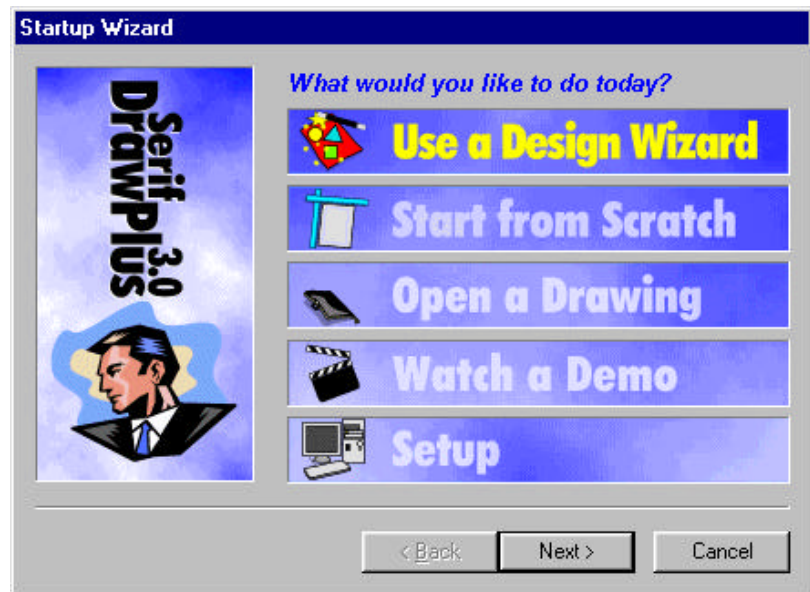 Startup Wizard
Serif
DrawPlus 3.0
What would you like to do today?
Use a Design Wizard
Start from Scratch
Open a Drawing
Watch a Demo
Setup
< Back
Next >
Cancel